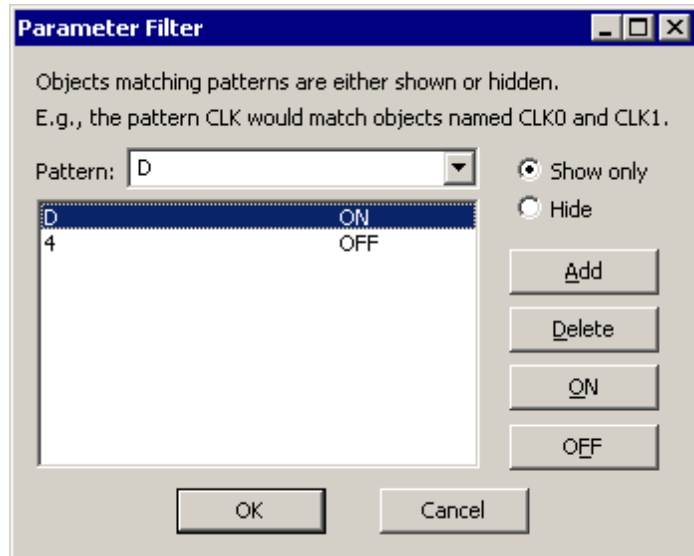 Parameter Filter
Objects matching patterns are either shown or hidden.
E.g., the pattern CLK would match objects named CLK0 and CLK1.
Pattern: D
Show only
Hide
D ON
4 OFF
Add
Delete
ON
OFF
OK Cancel